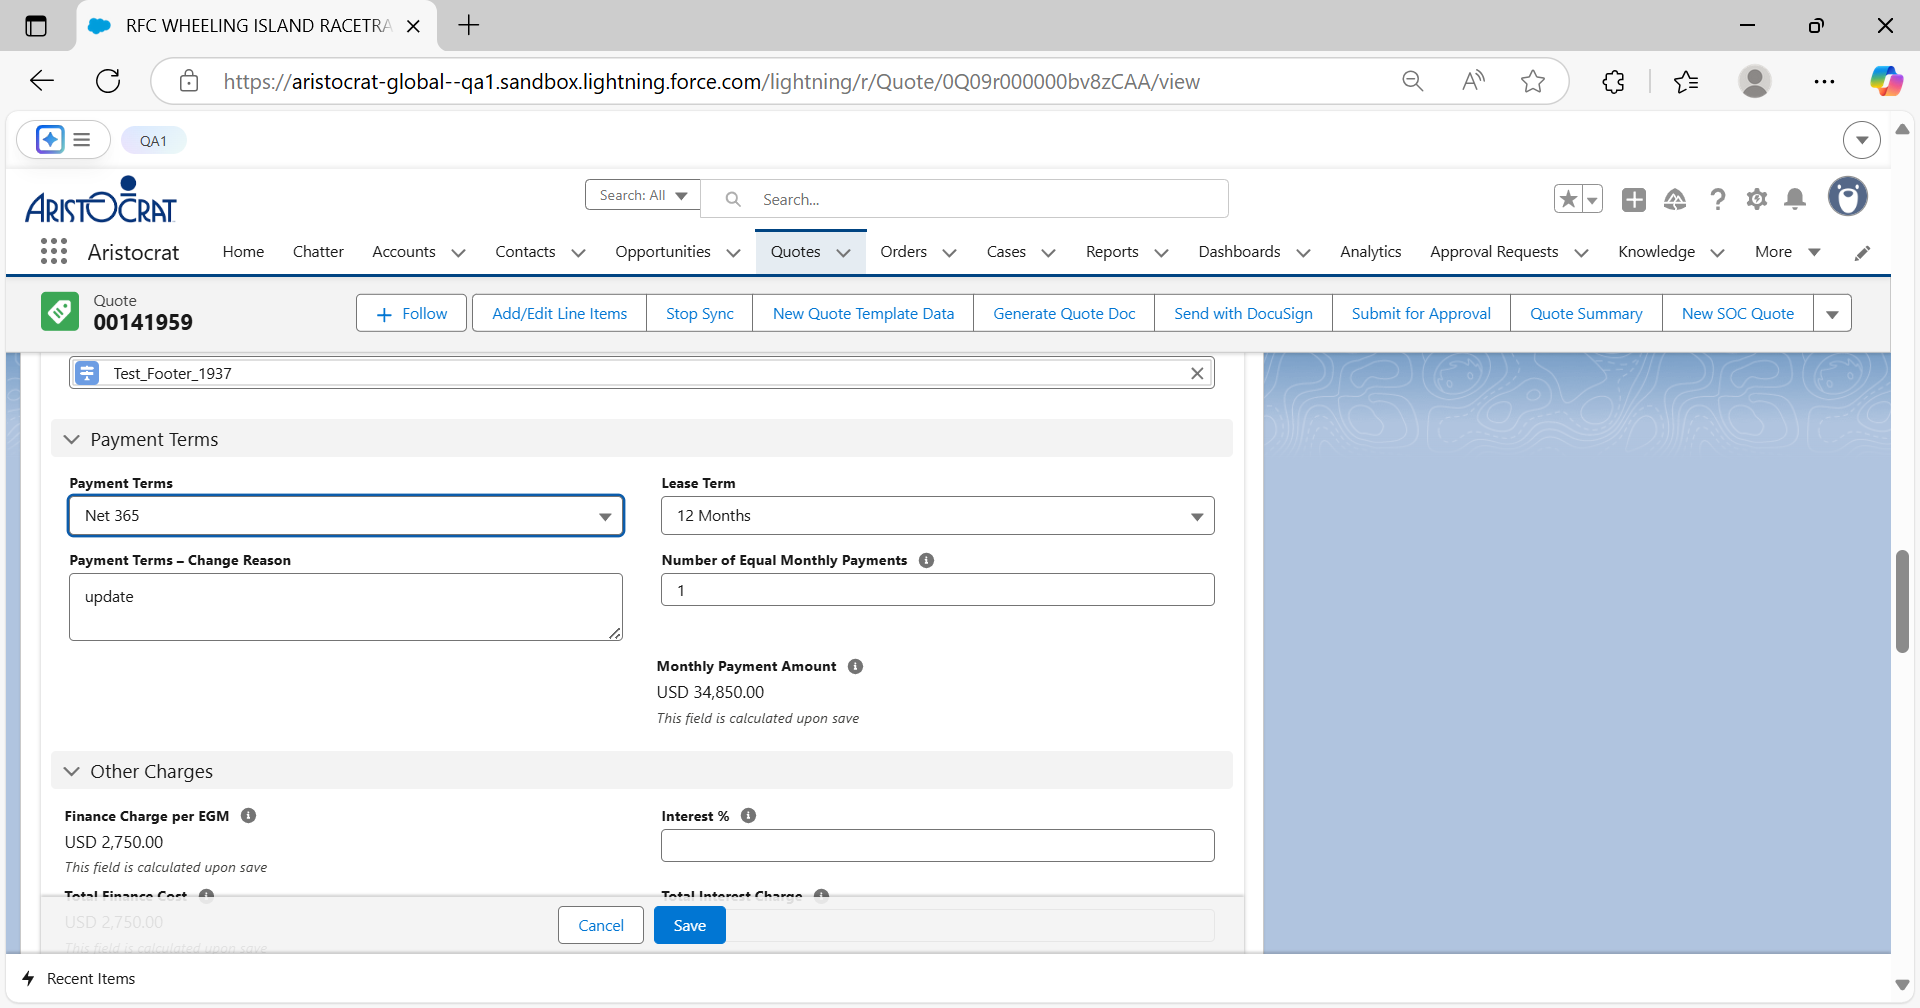 RFC WHEELING ISLAND RACETRA
https://aristocrat-global--qa1.sandbox.lightning.force.com/lightning/r/Quote/0Q09r000000bv8zCAA/view
QA1
ARISTOCRAT
Search: All
Search...
Aristocrat
Home
Chatter
Accounts
Contacts
Opportunities
Quotes
Orders
Cases
Reports
Dashboards
Analytics
Approval Requests
Knowledge
More
Quote
00141959
Follow
Add/Edit Line Items
Stop Sync
New Quote Template Data
Generate Quote Doc
Send with DocuSign
Submit for Approval
Quote Summary
New SOC Quote
Test_Footer_1937
Payment Terms
Payment Terms
Net 365
Lease Term
12 Months
Payment Terms – Change Reason
update
Number of Equal Monthly Payments
1
Monthly Payment Amount
USD 34,850.00
This field is calculated upon save
Other Charges
Finance Charge per EGM
USD 2,750.00
This field is calculated upon save
Interest %
Total Finance Cost
USD 2,750.00
This field is calculated upon save
Total Interest Charge
Cancel
Save
Recent Items